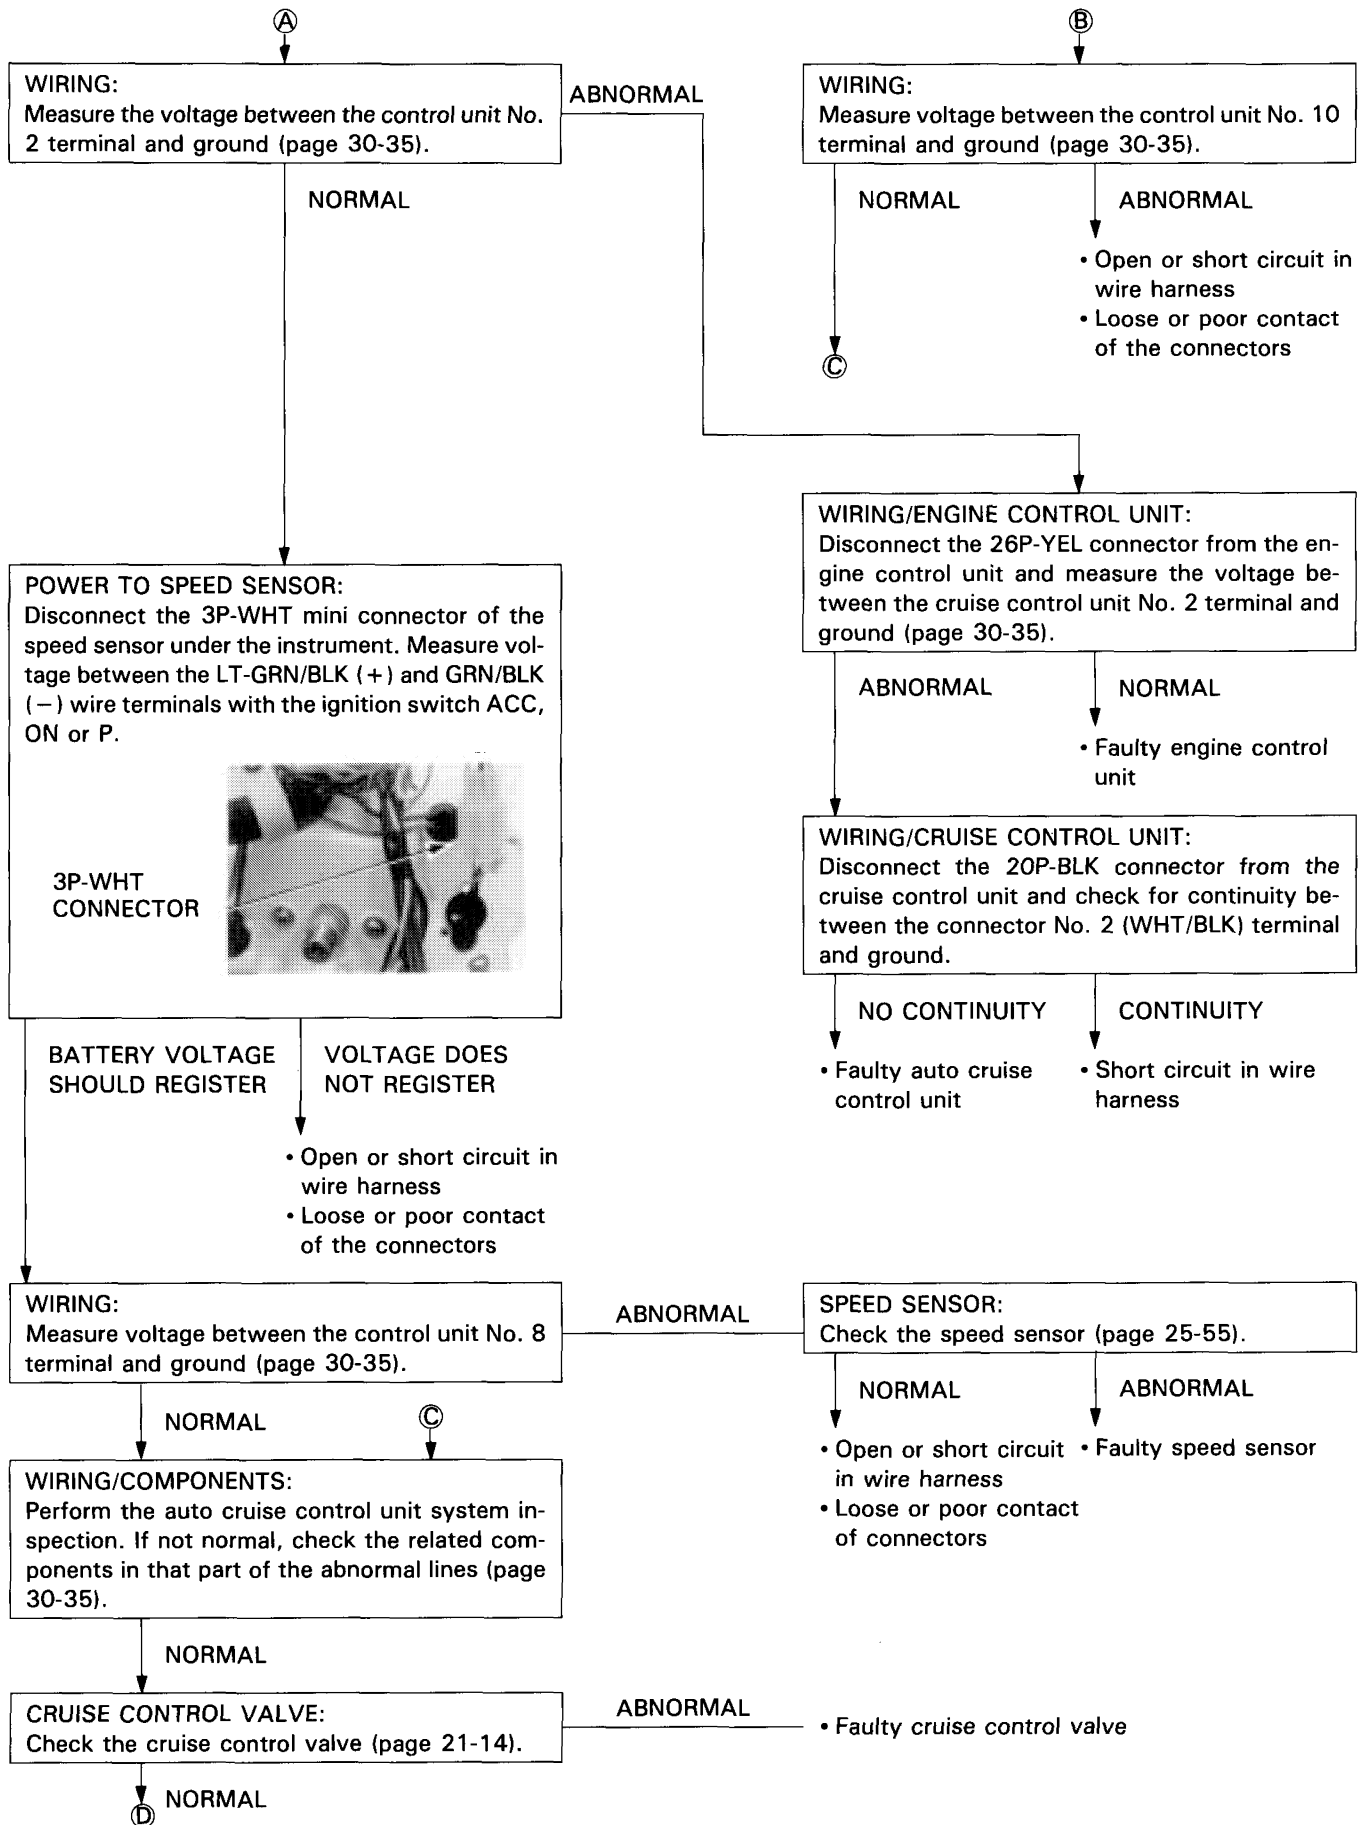 A
WIRING:
Measure the voltage between the control unit No.
2 terminal and ground (page 30-35).
ABNORMAL
NORMAL
B
WIRING:
Measure voltage between the control unit No. 10
terminal and ground (page 30-35).
NORMAL
ABNORMAL
• Open or short circuit in
wire harness
• Loose or poor contact
of the connectors
C
WIRING/ENGINE CONTROL UNIT:
Disconnect the 26P-YEL connector from the en-
gine control unit and measure the voltage be-
tween the cruise control unit No. 2 terminal and
ground (page 30-35).
ABNORMAL
NORMAL
• Faulty engine control
unit
WIRING/CRUISE CONTROL UNIT:
Disconnect the 20P-BLK connector from the
cruise control unit and check for continuity be-
tween the connector No. 2 (WHT/BLK) terminal
and ground.
NO CONTINUITY
CONTINUITY
• Faulty auto cruise
control unit
• Short circuit in wire
harness
POWER TO SPEED SENSOR:
Disconnect the 3P-WHT mini connector of the
speed sensor under the instrument. Measure vol-
tage between the LT-GRN/BLK (+) and GRN/BLK
(−) wire terminals with the ignition switch ACC,
ON or P.
3P-WHT
CONNECTOR
BATTERY VOLTAGE
SHOULD REGISTER
VOLTAGE DOES
NOT REGISTER
• Open or short circuit in
wire harness
• Loose or poor contact
of the connectors
WIRING:
Measure voltage between the control unit No. 8
terminal and ground (page 30-35).
ABNORMAL
SPEED SENSOR:
Check the speed sensor (page 25-55).
NORMAL
ABNORMAL
• Open or short circuit
in wire harness
• Loose or poor contact
of connectors
• Faulty speed sensor
NORMAL
C
WIRING/COMPONENTS:
Perform the auto cruise control unit system in-
spection. If not normal, check the related com-
ponents in that part of the abnormal lines (page
30-35).
NORMAL
CRUISE CONTROL VALVE:
Check the cruise control valve (page 21-14).
ABNORMAL
• Faulty cruise control valve
NORMAL
D